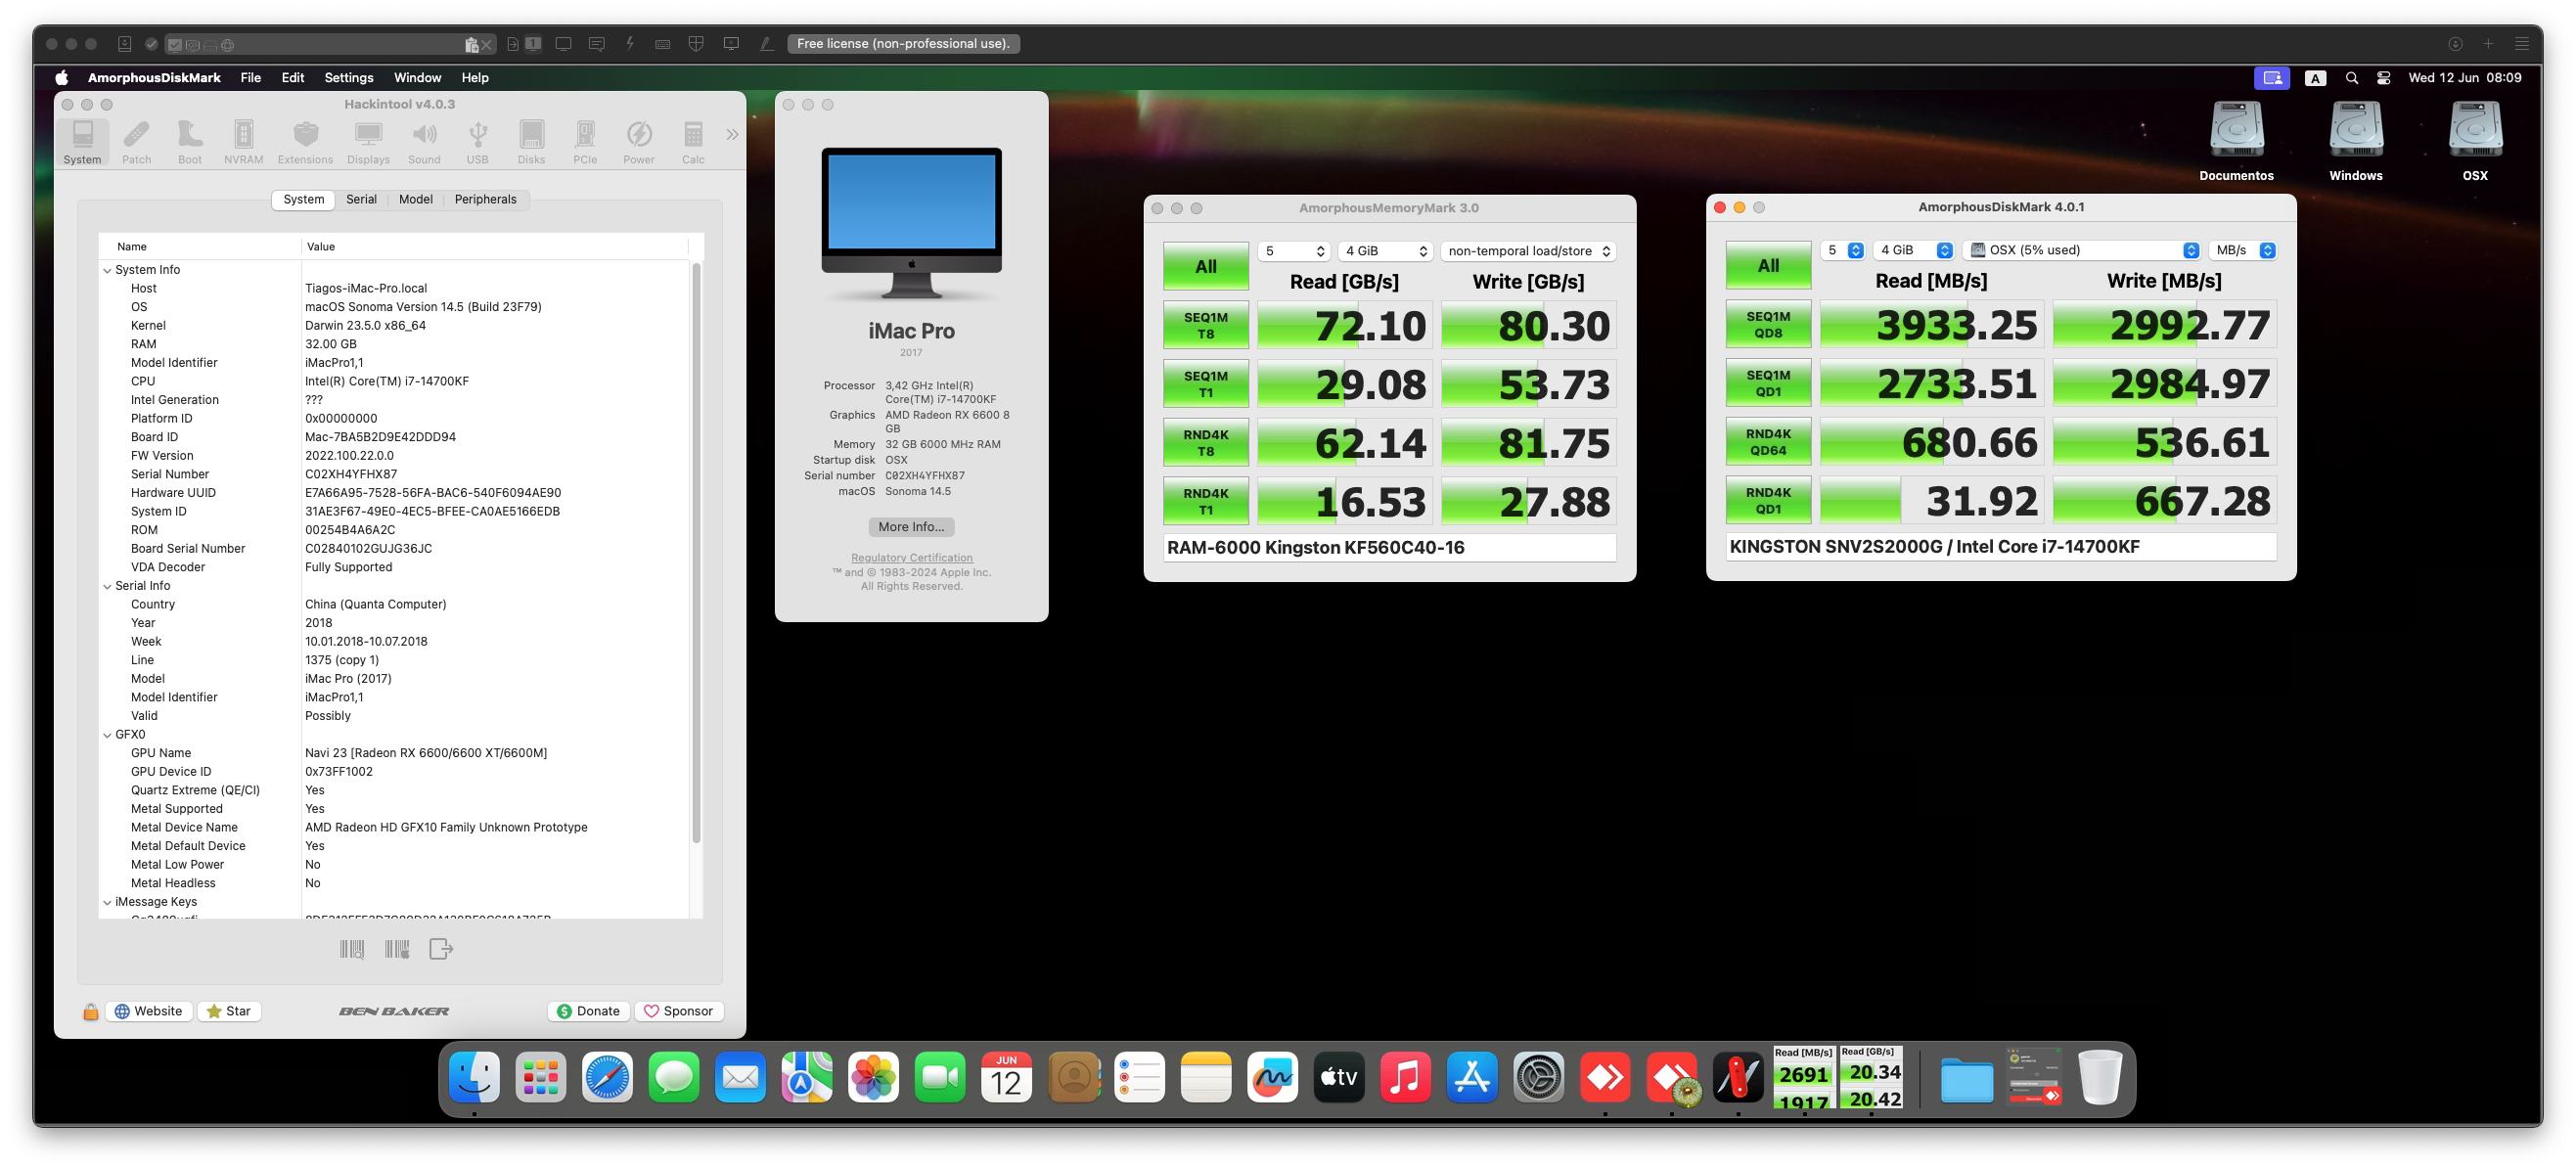 Free license (non-professional use).
AmorphousDiskMark File Edit Settings Window Help
A Wed 12 Jun 08:09
Hackintool v4.0.3
System Patch Boot NVRAM Extensions Displays Sound USB Disks PCIe Power Calc
System Serial Model Peripherals
Name Value
System Info
Host Tiagos-iMac-Pro.local
OS macOS Sonoma Version 14.5 (Build 23F79)
Kernel Darwin 23.5.0 x86_64
RAM 32.00 GB
Model Identifier iMacPro1,1
CPU Intel(R) Core(TM) i7-14700KF
Intel Generation ???
Platform ID 0x00000000
Board ID Mac-7BA5B2D9E42DDD94
FW Version 2022.100.22.0.0
Serial Number C02XH4YFHX87
Hardware UUID E7A66A95-7528-56FA-BAC6-540F6094AE90
System ID 31AE3F67-49E0-4EC5-BFEE-CA0AE5166EDB
ROM 00254B4A6A2C
Board Serial Number C02840102GUJG36JC
VDA Decoder Fully Supported
Serial Info
Country China (Quanta Computer)
Year 2018
Week 10.01.2018-10.07.2018
Line 1375 (copy 1)
Model iMac Pro (2017)
Model Identifier iMacPro1,1
Valid Possibly
GFX0
GPU Name Navi 23 [Radeon RX 6600/6600 XT/6600M]
GPU Device ID 0x73FF1002
Quartz Extreme (QE/CI) Yes
Metal Supported Yes
Metal Device Name AMD Radeon HD GFX10 Family Unknown Prototype
Metal Default Device Yes
Metal Low Power No
Metal Headless No
iMessage Keys
Website Star BEN BAKER Donate Sponsor
iMac Pro
2017
Processor 3,42 GHz Intel(R)
Core(TM) i7-14700KF
Graphics AMD Radeon RX 6600 8
GB
Memory 32 GB 6000 MHz RAM
Startup disk OSX
Serial number C02XH4YFHX87
macOS Sonoma 14.5
More Info...
Regulatory Certification
™ and © 1983-2024 Apple Inc.
All Rights Reserved.
AmorphousMemoryMark 3.0
All 5 4 GiB non-temporal load/store
Read [GB/s] Write [GB/s]
SEQ1M T8 72.10 80.30
SEQ1M T1 29.08 53.73
RND4K T8 62.14 81.75
RND4K T1 16.53 27.88
RAM-6000 Kingston KF560C40-16
AmorphousDiskMark 4.0.1
All 5 4 GiB OSX (5% used) MB/s
Read [MB/s] Write [MB/s]
SEQ1M QD8 3933.25 2992.77
SEQ1M QD1 2733.51 2984.97
RND4K QD64 680.66 536.61
RND4K QD1 31.92 667.28
KINGSTON SNV2S2000G / Intel Core i7-14700KF
Documentos Windows OSX
JUN
12
tv
Read [MB/s] Read [GB/s]
2691 20.34
1917 20.42